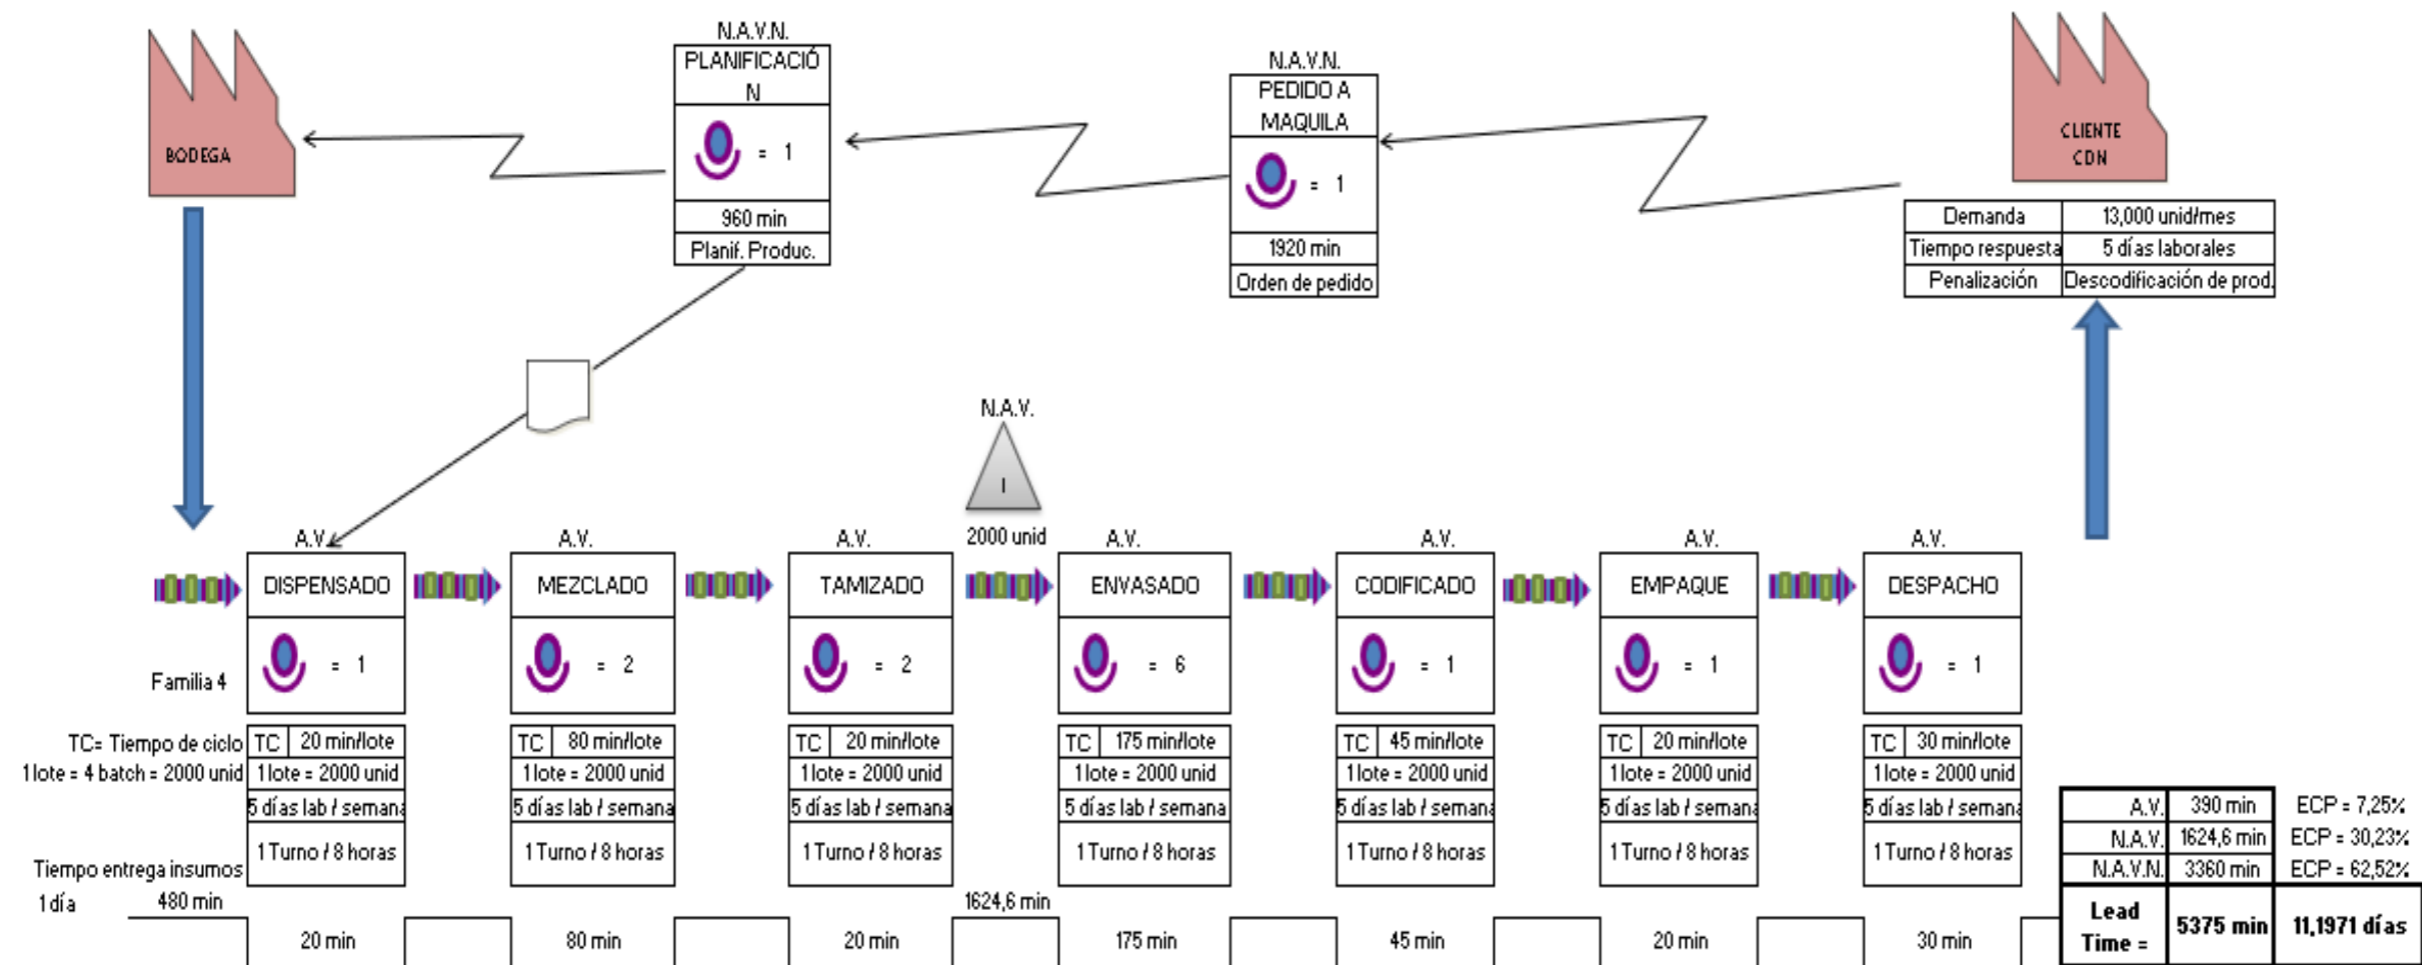 N.A.V.N.
PLANIFICACIÓ
N
= 1
960 min
Planif. Produc.
N.A.V.N.
PEDIDO A
MAQUILA
= 1
1920 min
Orden de pedido
BODEGA
CLIENTE
CDN
Demanda 13,000 unid/mes
Tiempo respuesta 5 días laborales
Penalización Descodificación de prod.
N.A.V.
I
2000 unid
A.V. A.V. A.V. A.V. A.V. A.V. A.V.
DISPENSADO MEZCLADO TAMIZADO ENVASADO CODIFICADO EMPAQUE DESPACHO
Familia 4
= 1 = 2 = 2 = 6 = 1 = 1 = 1
TC= Tiempo de ciclo
1 lote = 4 batch = 2000 unid
TC 20 min/lote TC 80 min/lote TC 20 min/lote TC 175 min/lote TC 45 min/lote TC 20 min/lote TC 30 min/lote
1 lote = 2000 unid 1 lote = 2000 unid 1 lote = 2000 unid 1 lote = 2000 unid 1 lote = 2000 unid 1 lote = 2000 unid 1 lote = 2000 unid
5 días lab / semana 5 días lab / semana 5 días lab / semana 5 días lab / semana 5 días lab / semana 5 días lab / semana 5 días lab / semana
1 Turno / 8 horas 1 Turno / 8 horas 1 Turno / 8 horas 1 Turno / 8 horas 1 Turno / 8 horas 1 Turno / 8 horas 1 Turno / 8 horas
Tiempo entrega insumos
1 día 480 min 1624,6 min
20 min 80 min 20 min 175 min 45 min 20 min 30 min
A.V. 390 min ECP = 7,25%
N.A.V. 1624,6 min ECP = 30,23%
N.A.V.N. 3360 min ECP = 62,52%
Lead
Time = 5375 min 11,1971 días